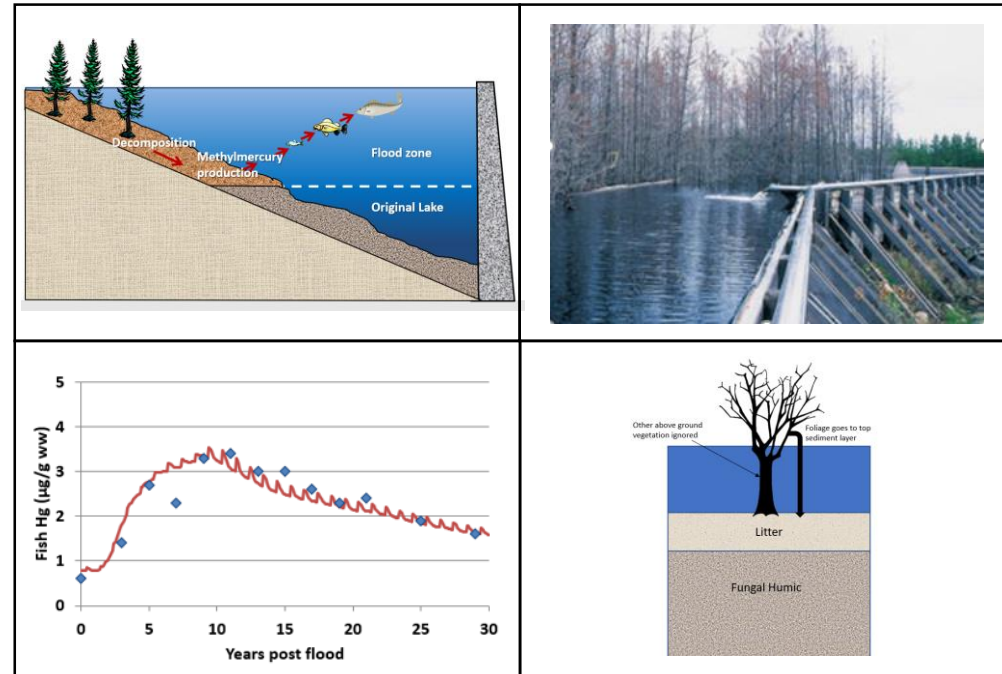 Decomposition
Methylmercury
production
Flood zone
Original Lake
Fish Hg (µg/g ww)
5
4
3
2
1
0
0 5 10 15 20 25 30
Years post flood
Other above ground
vegetation ignored
Foliage goes to top
sediment layer
Litter
Fungal Humic